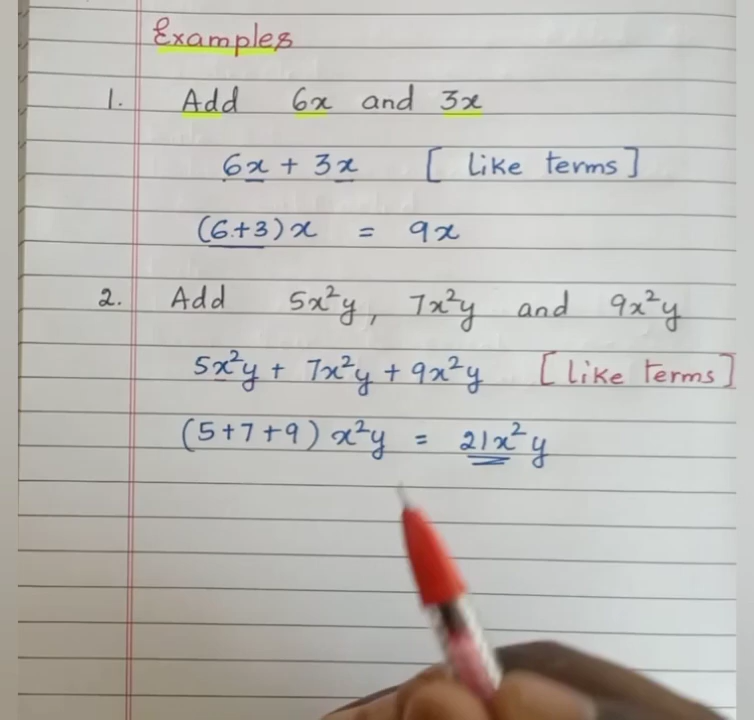 Examples
1. Add 6x and 3x
6x + 3x [ like terms ]
(6+3)x = 9x
2. Add 5x²y, 7x²y and 9x²y
5x²y + 7x²y + 9x²y [ like terms ]
(5+7+9) x²y = 21x²y